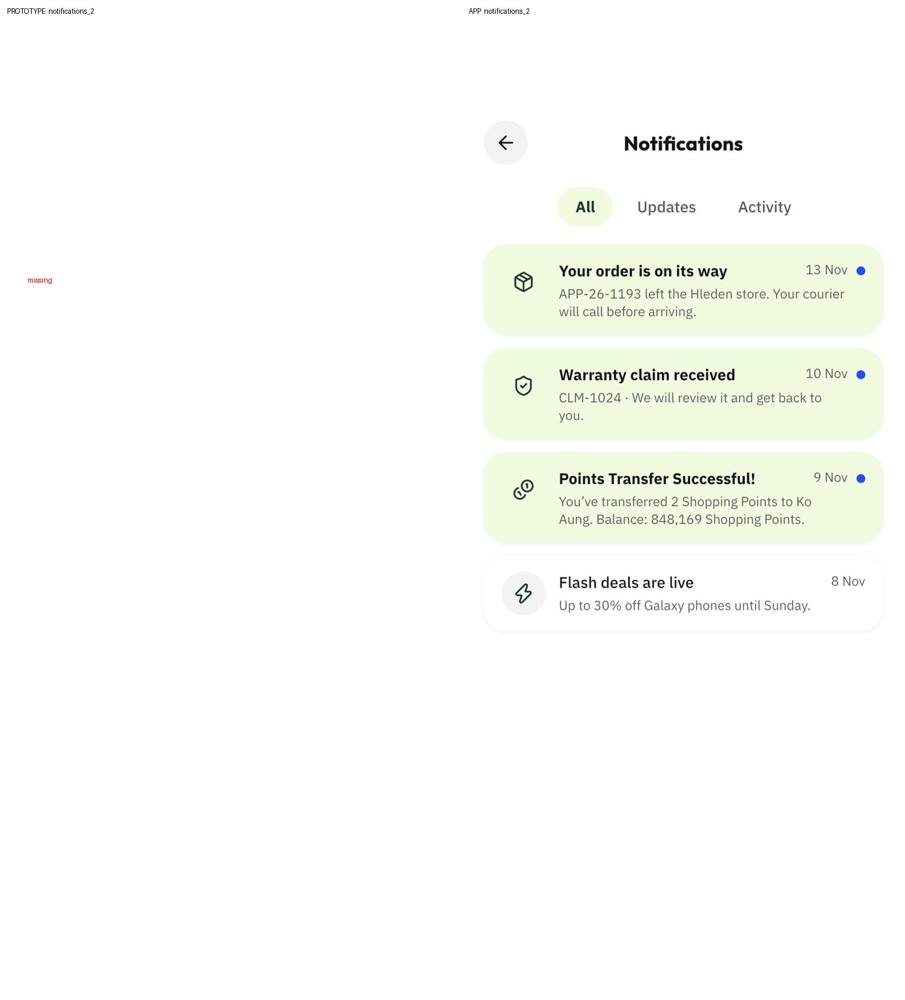 PROTOTYPE notifications_2
APP notifications_2
missing
Notifications
All Updates Activity
Your order is on its way 13 Nov
APP-26-1193 left the Hleden store. Your courier
will call before arriving.
Warranty claim received 10 Nov
CLM-1024 · We will review it and get back to
you.
Points Transfer Successful! 9 Nov
You’ve transferred 2 Shopping Points to Ko
Aung. Balance: 848,169 Shopping Points.
Flash deals are live 8 Nov
Up to 30% off Galaxy phones until Sunday.